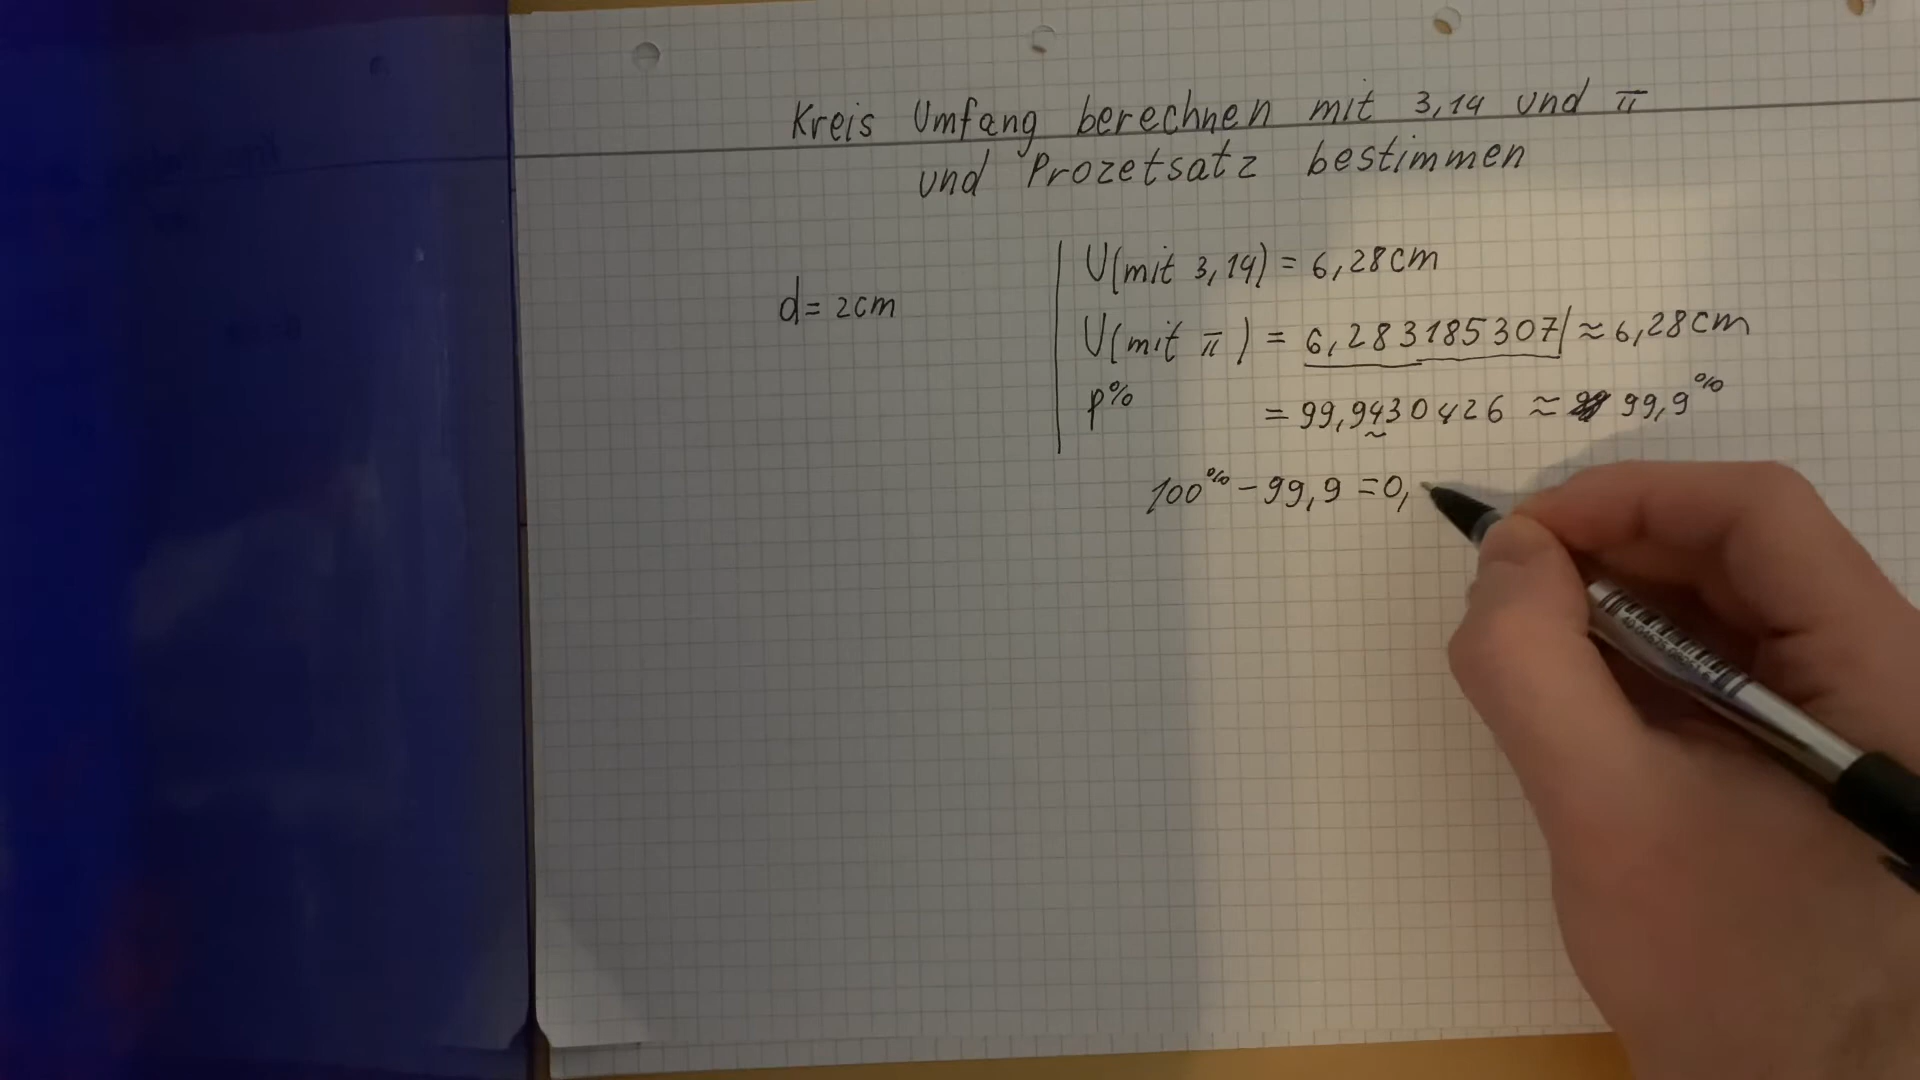 Kreis Umfang berechnen mit 3,14 und π
und Prozetsatz bestimmen
d= 2cm
U(mit 3,14) = 6,28cm
U(mit π) = 6,283185307 ≈ 6,28cm
p% = 99,9430426 ≈ 99,9%
100% - 99,9 = 0,